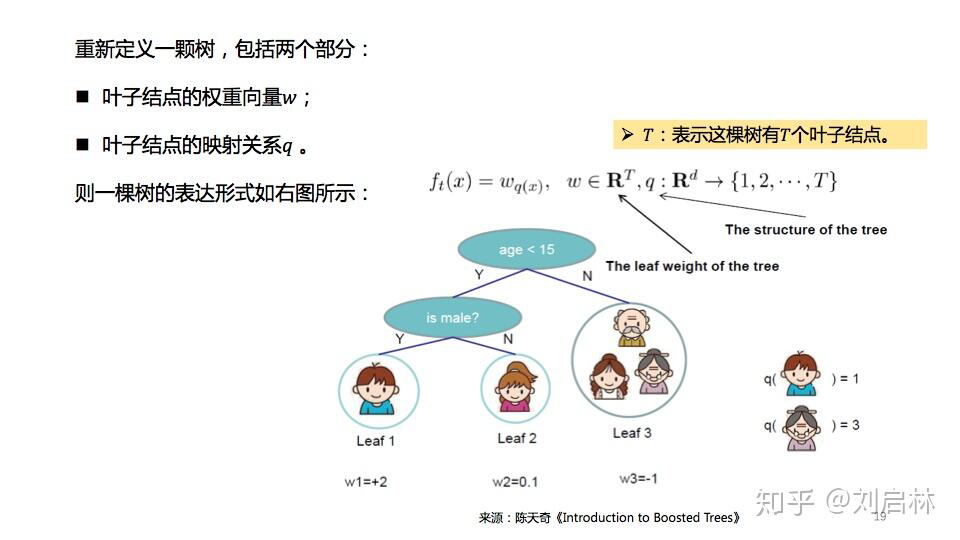 重新定义一颗树，包括两个部分：
■ 叶子结点的权重向量w；
■ 叶子结点的映射关系q 。
➢ T：表示这棵树有T个叶子结点。
则一棵树的表达形式如右图所示：
f_t(x) = w_{q(x)}, w ∈ R^T, q : R^d → {1, 2, ⋯, T}
The structure of the tree
The leaf weight of the tree
age < 15
Y N
is male?
Y N
Leaf 1 Leaf 2 Leaf 3
q( ) = 1
q( ) = 3
w1=+2 w2=0.1 w3=-1
来源：陈天奇《Introduction to Boosted Trees》
知乎 @刘启林
19